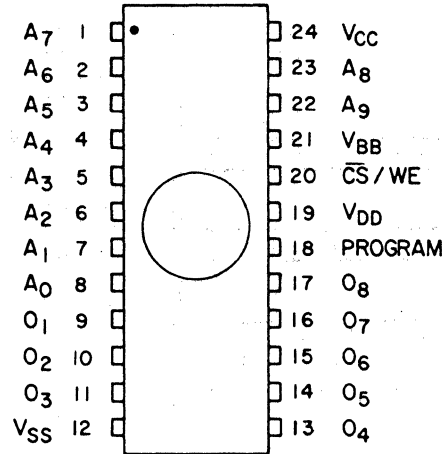 A7 1 24 VCC
A6 2 23 A8
A5 3 22 A9
A4 4 21 VBB
A3 5 20 C̅S̅/WE
A2 6 19 VDD
A1 7 18 PROGRAM
A0 8 17 O8
O1 9 16 O7
O2 10 15 O6
O3 11 14 O5
VSS 12 13 O4